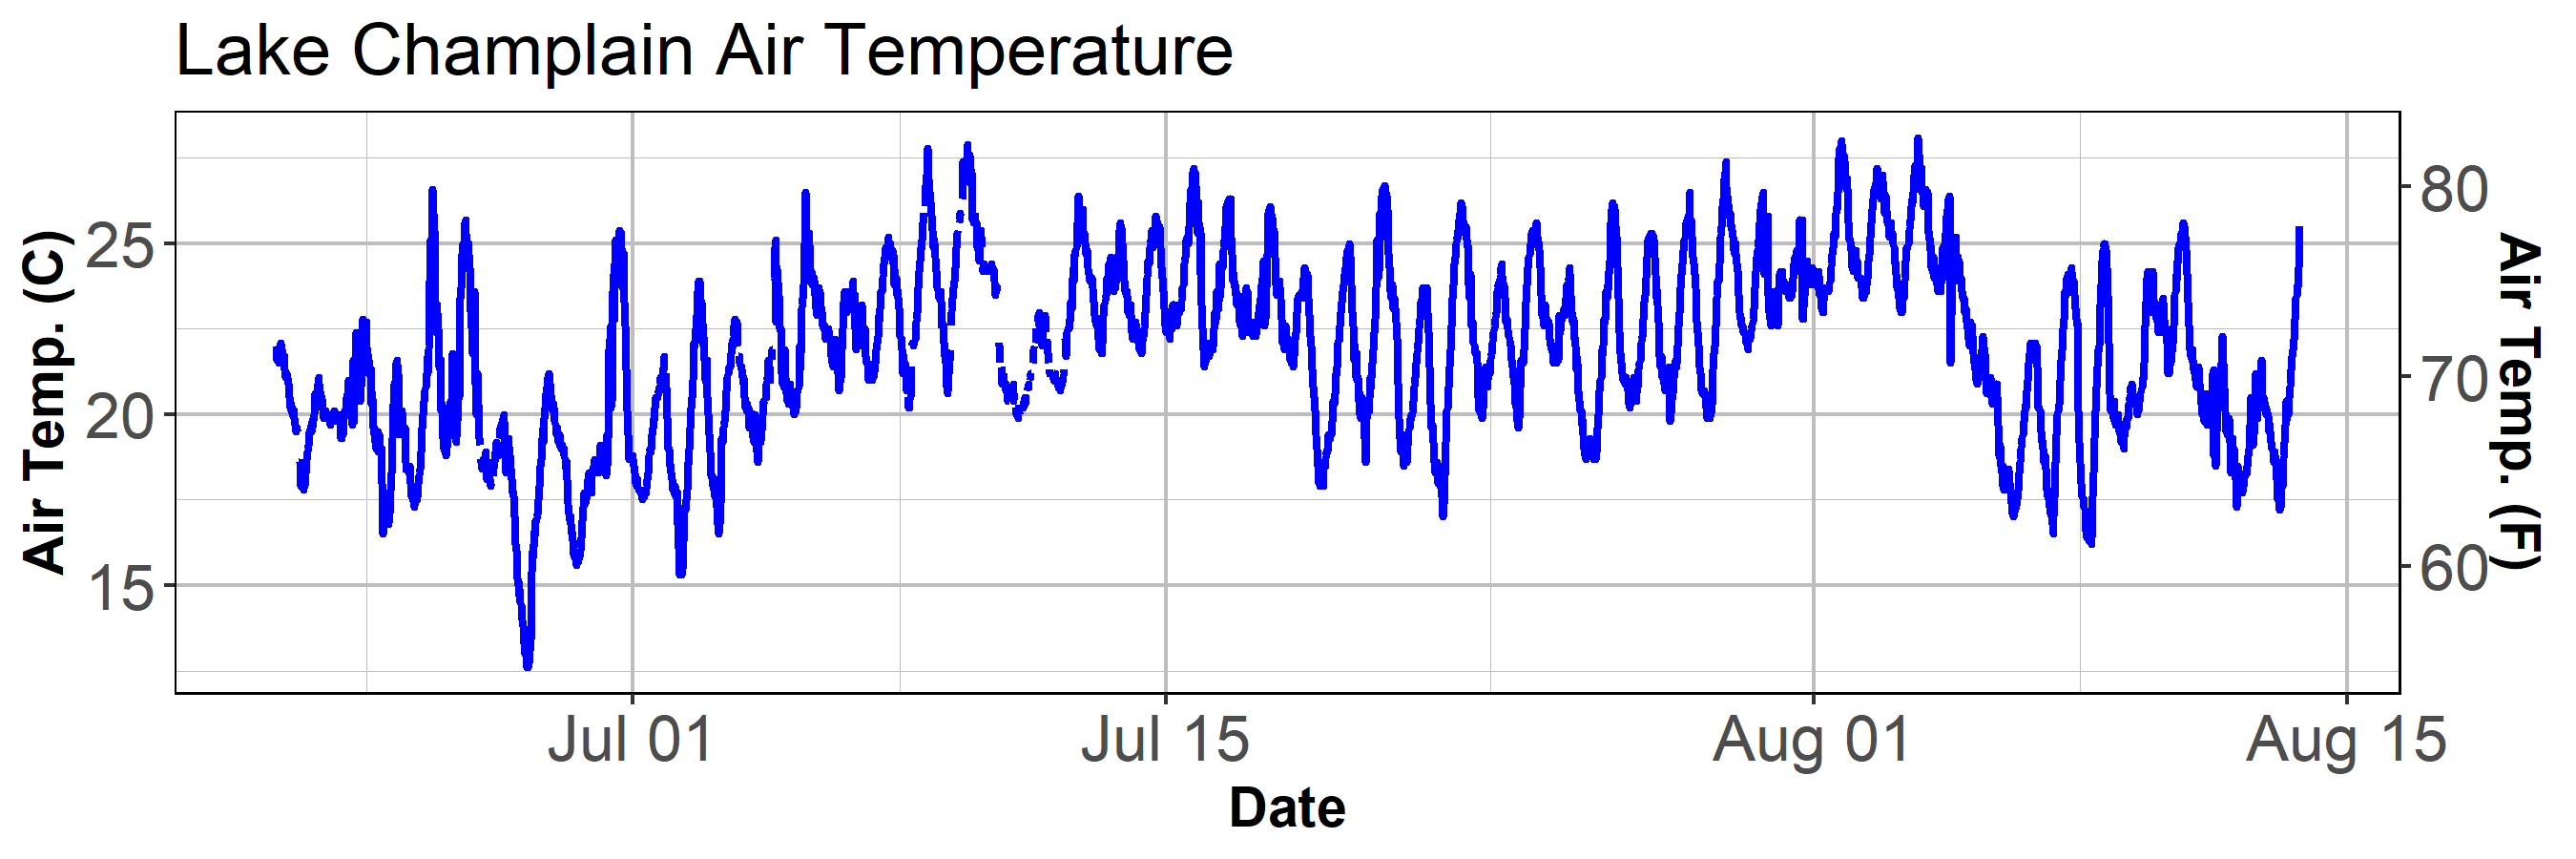 Lake Champlain Air Temperature
Air Temp. (C)
25
20
15
80
70
60
Air Temp. (F)
Jul 01
Jul 15
Aug 01
Aug 15
Date